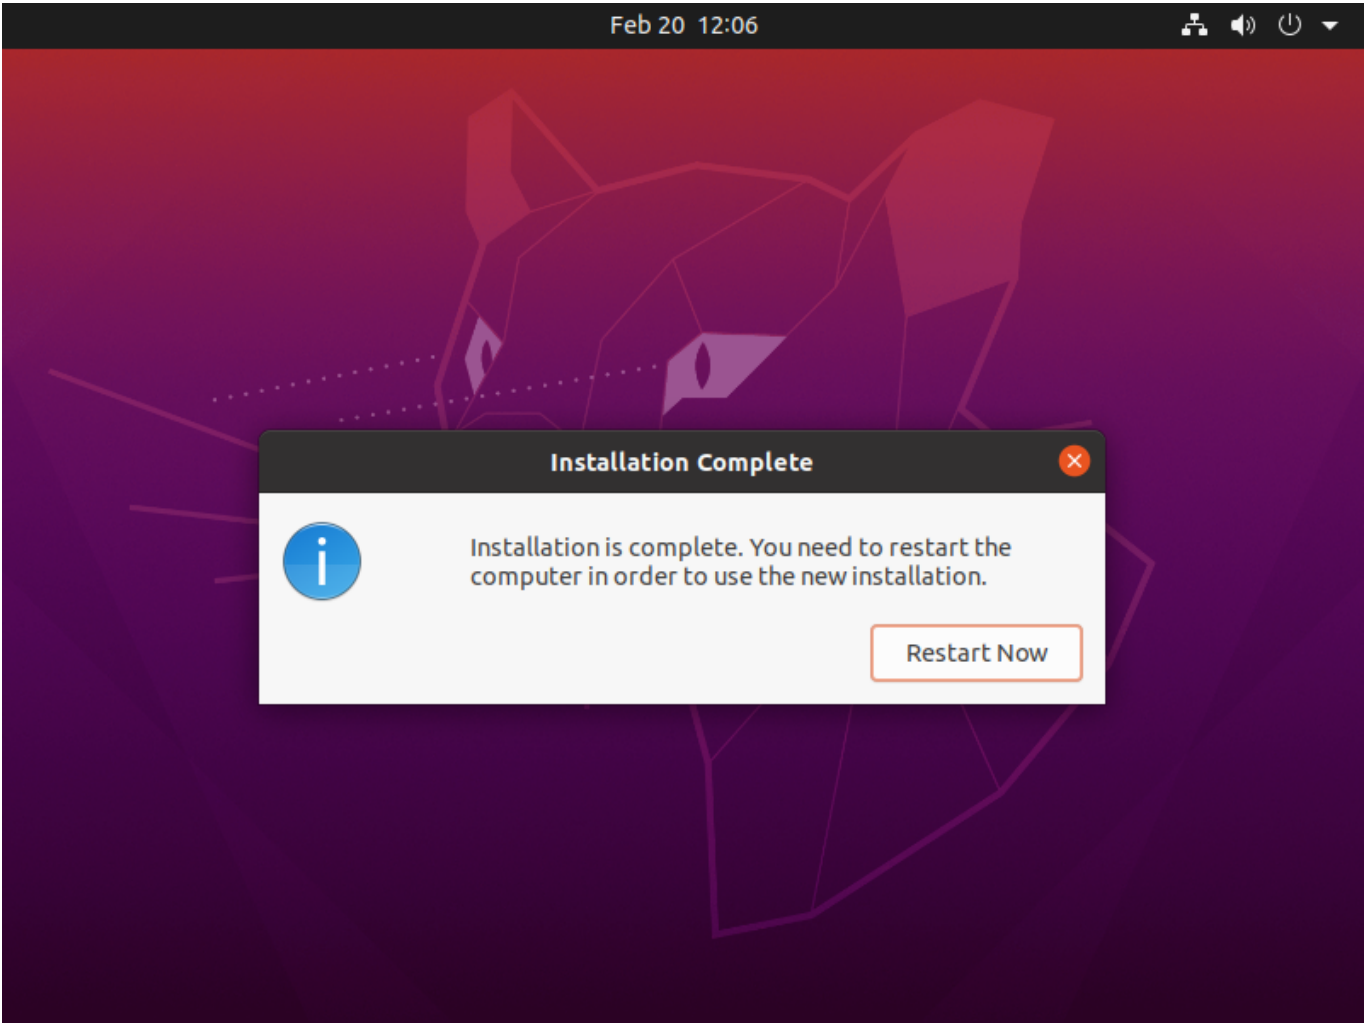 Feb 20  12:06
Installation Complete
Installation is complete. You need to restart the
computer in order to use the new installation.
Restart Now